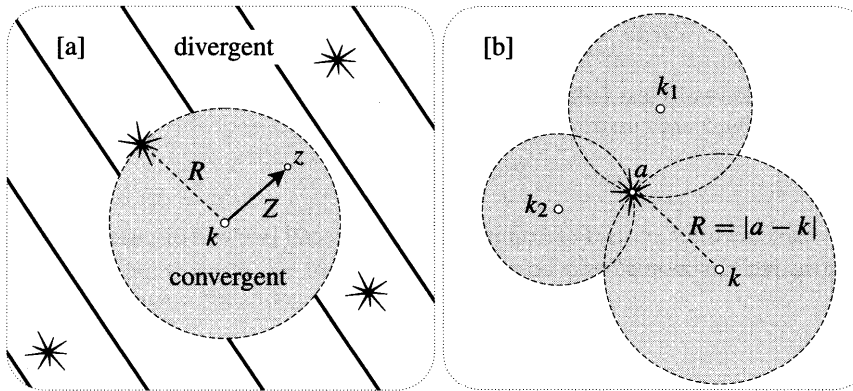 [a]
divergent
R
z
Z
k
convergent
[b]
k₁
a
k₂
R = |a − k|
k